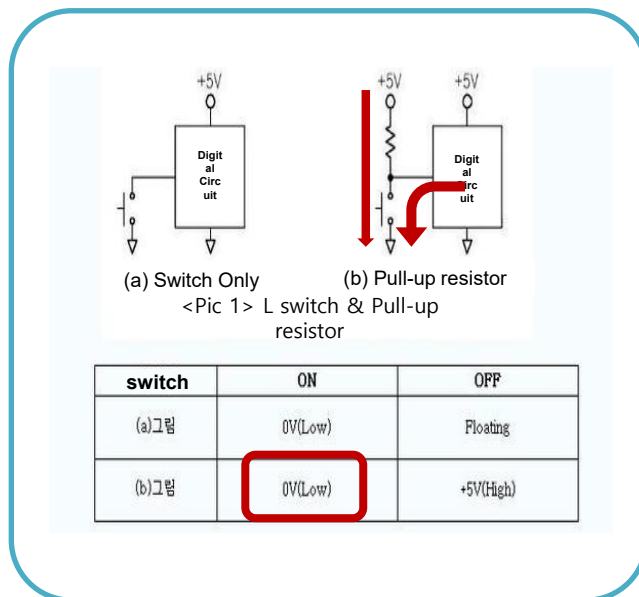 +5V
+5V
+5V
Digit
al
Circ
uit
Digit
al
Circ
uit
(a) Switch Only
(b) Pull-up resistor
<Pic 1> L switch & Pull-up
resistor
switch ON OFF
(a)그림 0V(Low) Floating
(b)그림 0V(Low) +5V(High)